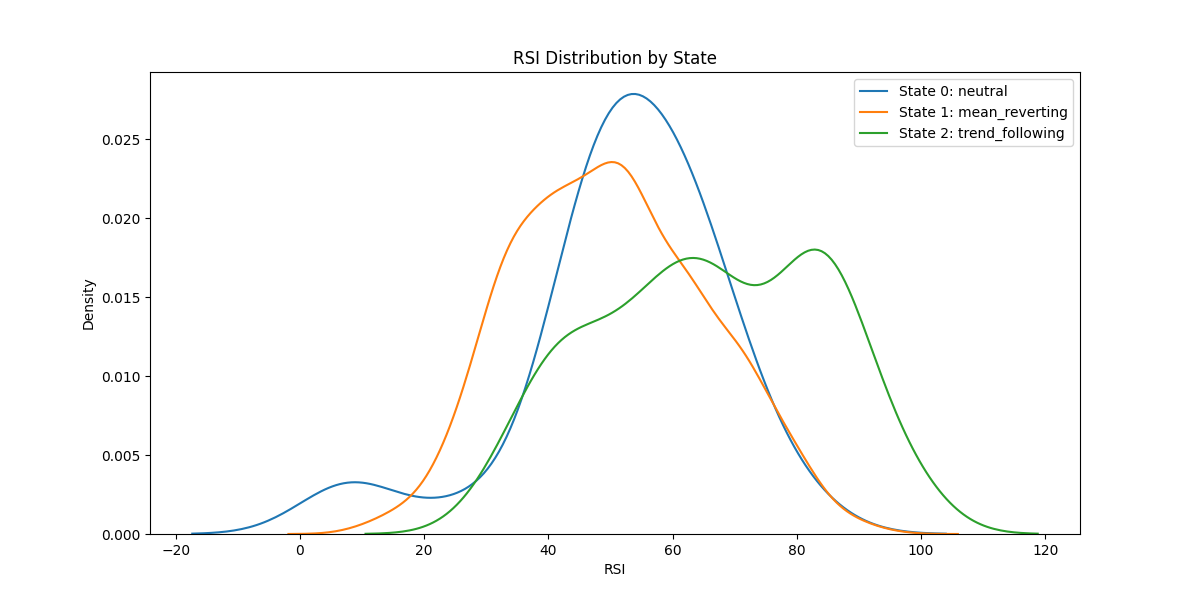 RSI Distribution by State
State 0: neutral
State 1: mean_reverting
State 2: trend_following
Density
0.025
0.020
0.015
0.010
0.005
0.000
−20
0
20
40
60
80
100
120
RSI